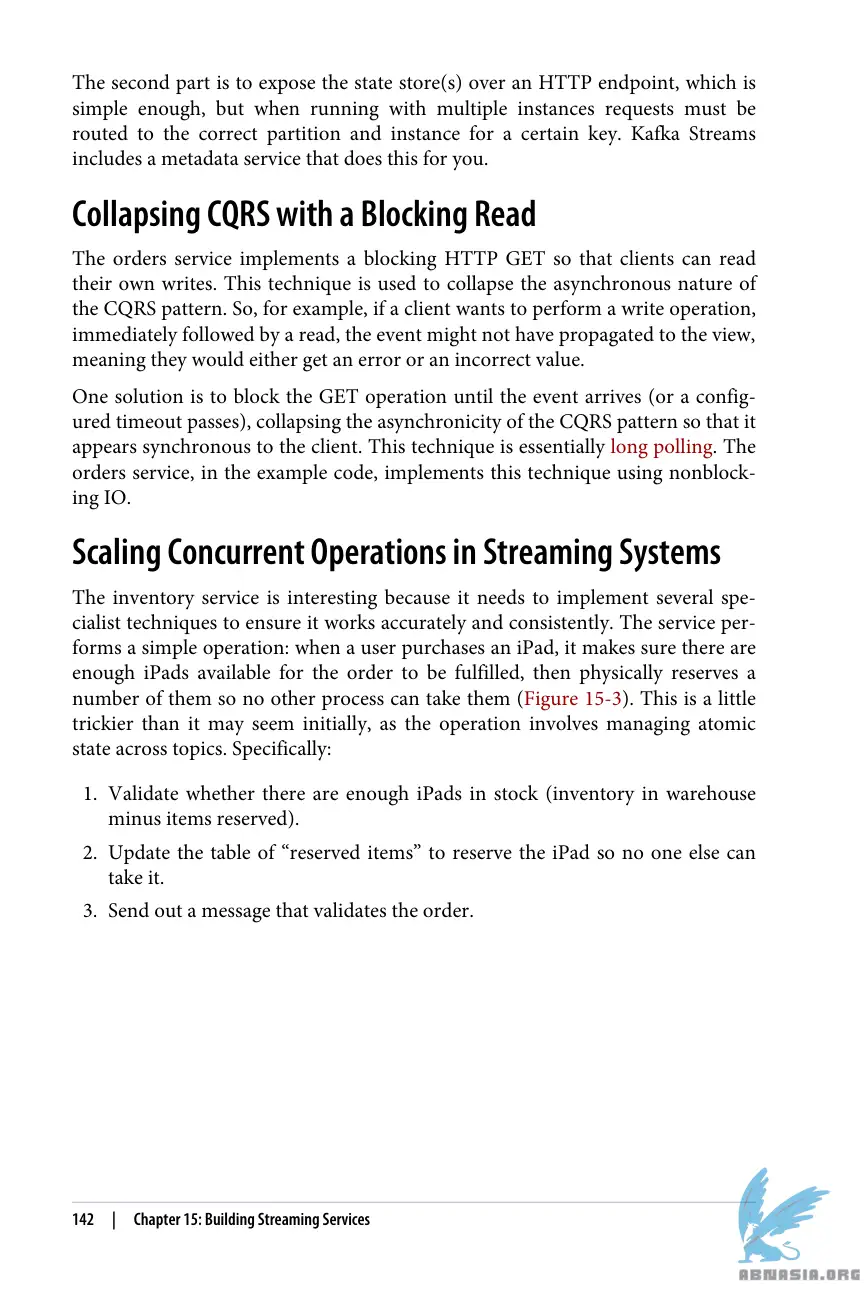 The second part is to expose the state store(s) over an HTTP endpoint, which is
simple enough, but when running with multiple instances requests must be
routed to the correct partition and instance for a certain key. Kafka Streams
includes a metadata service that does this for you.
Collapsing CQRS with a Blocking Read
The orders service implements a blocking HTTP GET so that clients can read
their own writes. This technique is used to collapse the asynchronous nature of
the CQRS pattern. So, for example, if a client wants to perform a write operation,
immediately followed by a read, the event might not have propagated to the view,
meaning they would either get an error or an incorrect value.
One solution is to block the GET operation until the event arrives (or a config-
ured timeout passes), collapsing the asynchronicity of the CQRS pattern so that it
appears synchronous to the client. This technique is essentially long polling. The
orders service, in the example code, implements this technique using nonblock-
ing IO.
Scaling Concurrent Operations in Streaming Systems
The inventory service is interesting because it needs to implement several spe-
cialist techniques to ensure it works accurately and consistently. The service per-
forms a simple operation: when a user purchases an iPad, it makes sure there are
enough iPads available for the order to be fulfilled, then physically reserves a
number of them so no other process can take them (Figure 15-3). This is a little
trickier than it may seem initially, as the operation involves managing atomic
state across topics. Specifically:
1. Validate whether there are enough iPads in stock (inventory in warehouse
minus items reserved).
2. Update the table of “reserved items” to reserve the iPad so no one else can
take it.
3. Send out a message that validates the order.
142 | Chapter 15: Building Streaming Services
ABNASIA.ORG